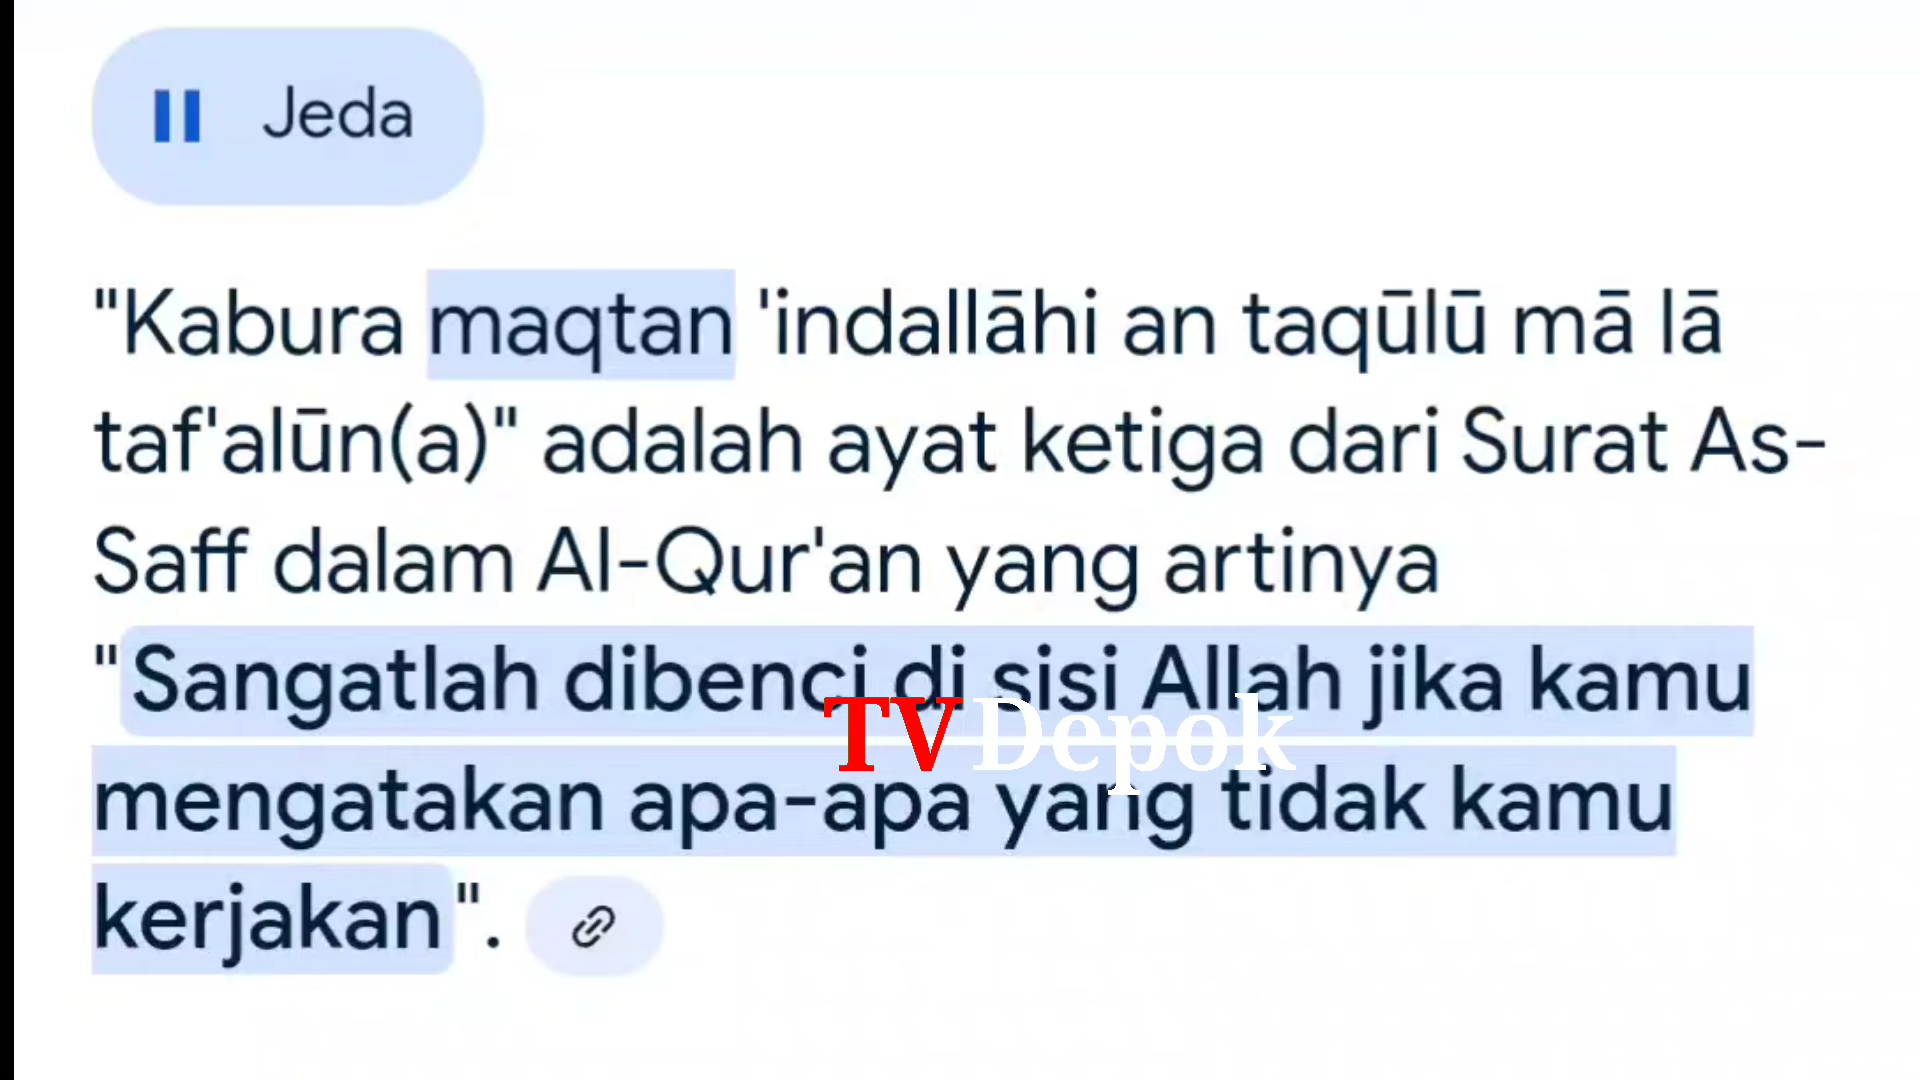 Jeda
"Kabura maqtan 'indallāhi an taqūlū mā lā
taf'alūn(a)" adalah ayat ketiga dari Surat As-
Saff dalam Al-Qur'an yang artinya
"Sangatlah dibenci di sisi Allah jika kamu
TV Depok
mengatakan apa-apa yang tidak kamu
kerjakan".